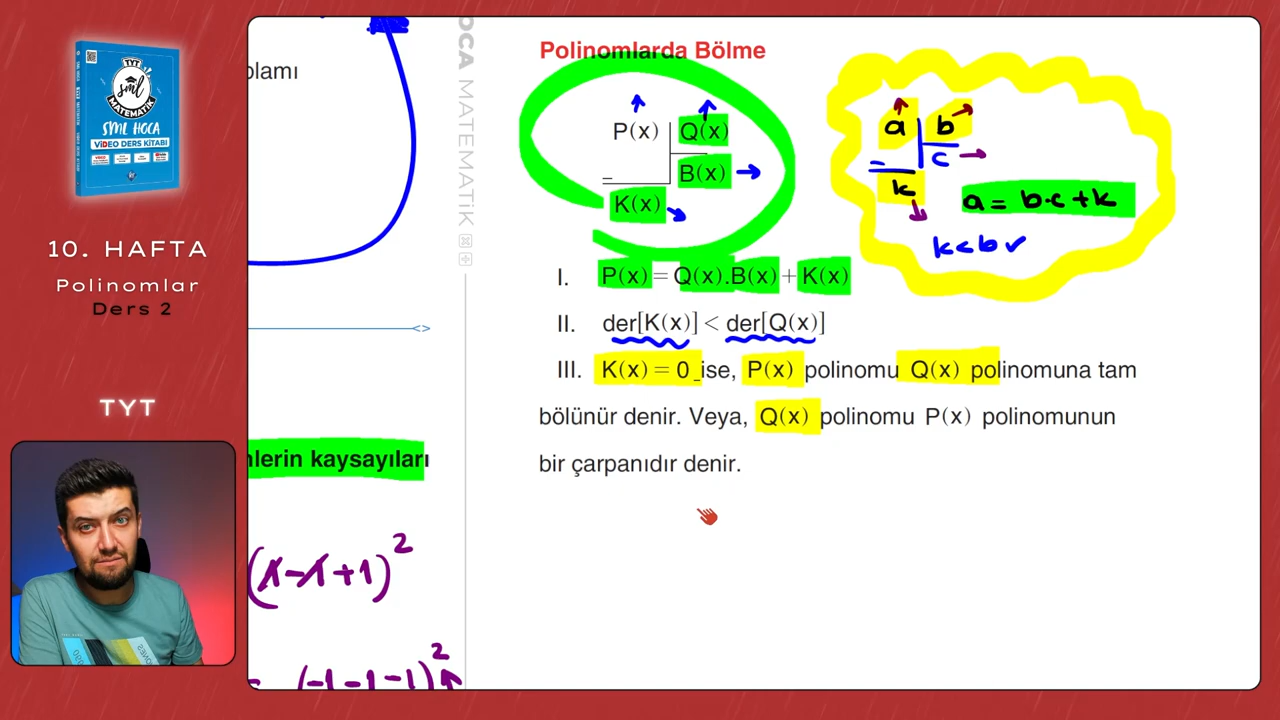 TYT
sml
MATEMATİK
SML HOCA
VİDEO DERS KİTABI
10. HAFTA
Polinomlar
Ders 2
TYT
plamı
nlerin kaysayıları
(x-x+1)²
(-1-1-1)²
OCA MATEMATİK
Polinomlarda Bölme
P(x) Q(x)
B(x)
K(x)
a b
c
k
a = b.c+k
k<b
I. P(x) = Q(x).B(x) + K(x)
II. der[K(x)] < der[Q(x)]
III. K(x) = 0 ise, P(x) polinomu Q(x) polinomuna tam
bölünür denir. Veya, Q(x) polinomu P(x) polinomunun
bir çarpanıdır denir.